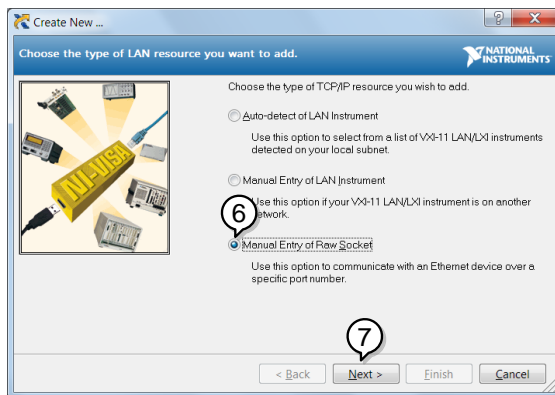 Create New ...
Choose the type of LAN resource you want to add.
NATIONAL
INSTRUMENTS
Choose the type of TCP/IP resource you wish to add.
Auto-detect of LAN Instrument
Use this option to select from a list of VXI-11 LAN/LXI instruments
detected on your local subnet.
Manual Entry of LAN Instrument
Use this option if your VXI-11 LAN/LXI instrument is on another
network.
6
Manual Entry of Raw Socket
Use this option to communicate with an Ethernet device over a
specific port number.
NI-VISA
7
< Back
Next >
Finish
Cancel